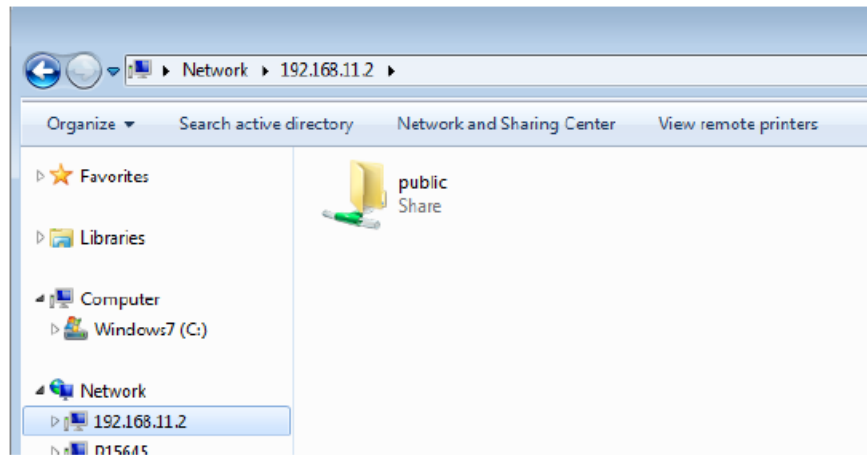 Network 192.168.11.2
Organize Search active directory Network and Sharing Center View remote printers
Favorites
Libraries
Computer
Windows7 (C:)
Network
192.168.11.2
D15645
public
Share